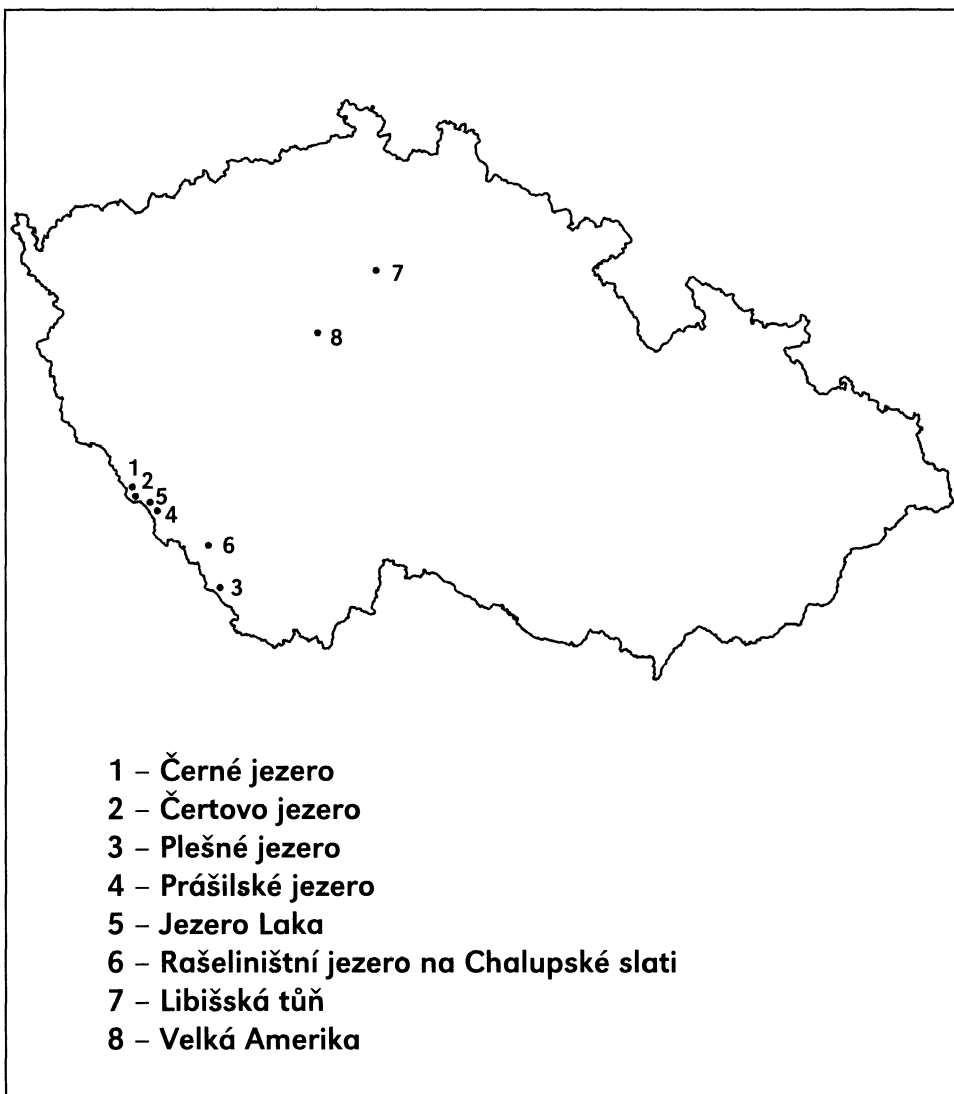 7
8
1
2
5
4
6
3
1 – Černé jezero
2 – Čertovo jezero
3 – Plešné jezero
4 – Prášilské jezero
5 – Jezero Laka
6 – Rašeliništní jezero na Chalupské slati
7 – Libišská tůň
8 – Velká Amerika